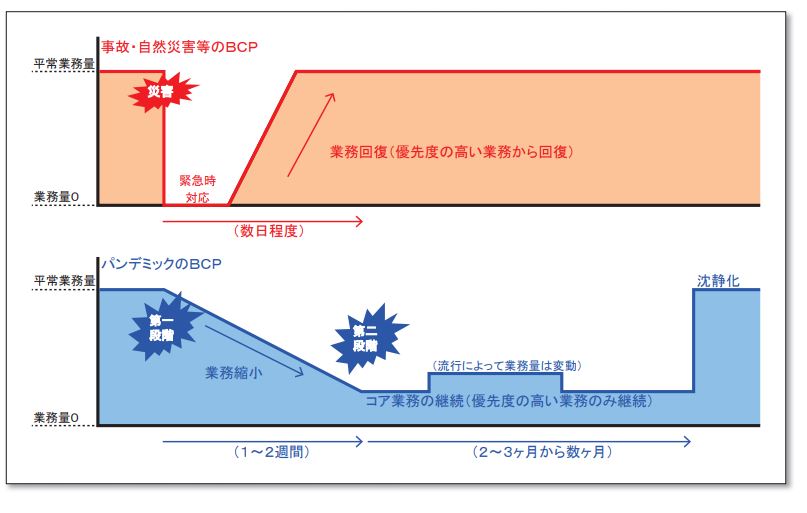 事故・自然災害等のBCP
平常業務量
災害
業務回復(優先度の高い業務から回復)
緊急時
対応
業務量0
(数日程度)
パンデミックのBCP
平常業務量
沈静化
第一
段階
第二
段階
業務縮小
(流行によって業務量は変動)
コア業務の継続(優先度の高い業務のみ継続)
業務量0
(1~2週間)
(2~3ヶ月から数ヶ月)